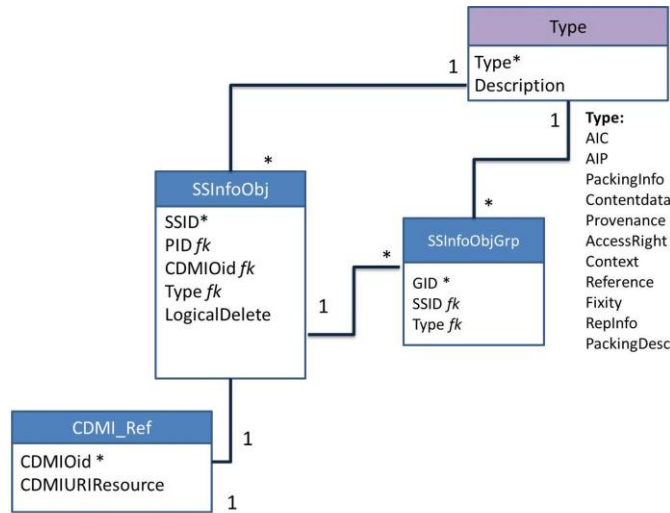 Type
Type*
Description
1
1
Type:
AIC
AIP
PackingInfo
Contentdata
Provenance
AccessRight
Context
Reference
Fixity
RepInfo
PackingDesc
*
SSInfoObj
SSID*
PID fk
CDMIOid fk
Type fk
LogicalDelete
*
SSInfoObjGrp
GID *
SSID fk
Type fk
*
1
CDMI_Ref
CDMIOid *
CDMIURIResource
1
1